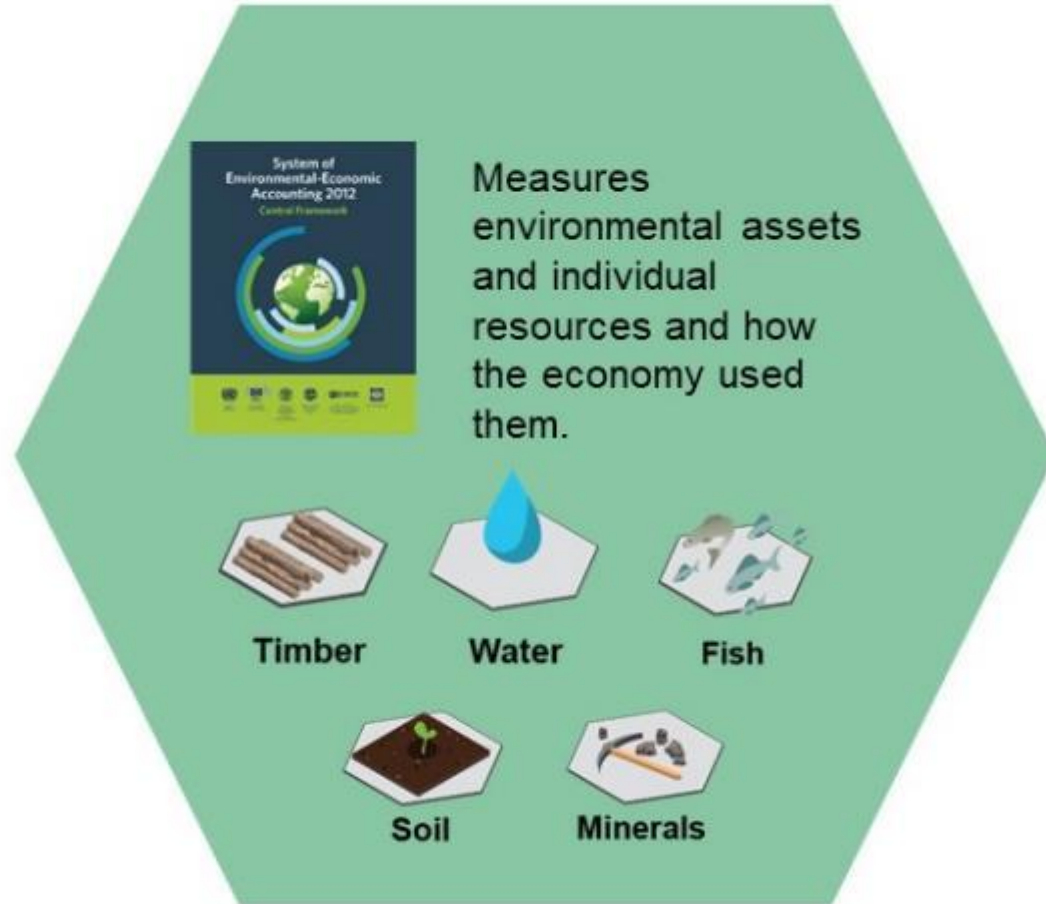 System of
Environmental-Economic
Accounting 2012
Central Framework
Measures
environmental assets
and individual
resources and how
the economy used
them.
Timber
Water
Fish
Soil
Minerals